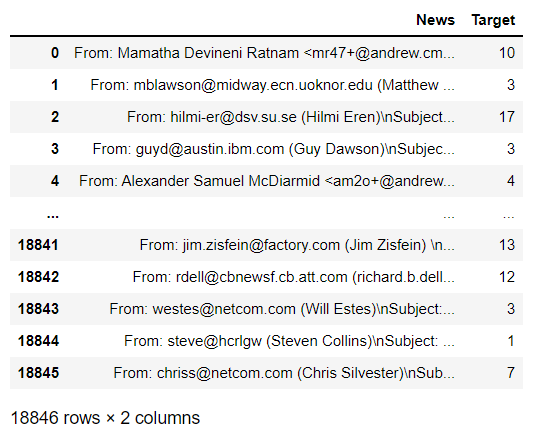 News Target
0 From: Mamatha Devineni Ratnam <mr47+@andrew.cm... 10
1 From: mblawson@midway.ecn.uoknor.edu (Matthew ... 3
2 From: hilmi-er@dsv.su.se (Hilmi Eren)\nSubject... 17
3 From: guyd@austin.ibm.com (Guy Dawson)\nSubjec... 3
4 From: Alexander Samuel McDiarmid <am2o+@andrew... 4
... ... ...
18841 From: jim.zisfein@factory.com (Jim Zisfein) \n... 13
18842 From: rdell@cbnewsf.cb.att.com (richard.b.dell... 12
18843 From: westes@netcom.com (Will Estes)\nSubject:... 3
18844 From: steve@hcrlgw (Steven Collins)\nSubject: ... 1
18845 From: chriss@netcom.com (Chris Silvester)\nSub... 7
18846 rows × 2 columns